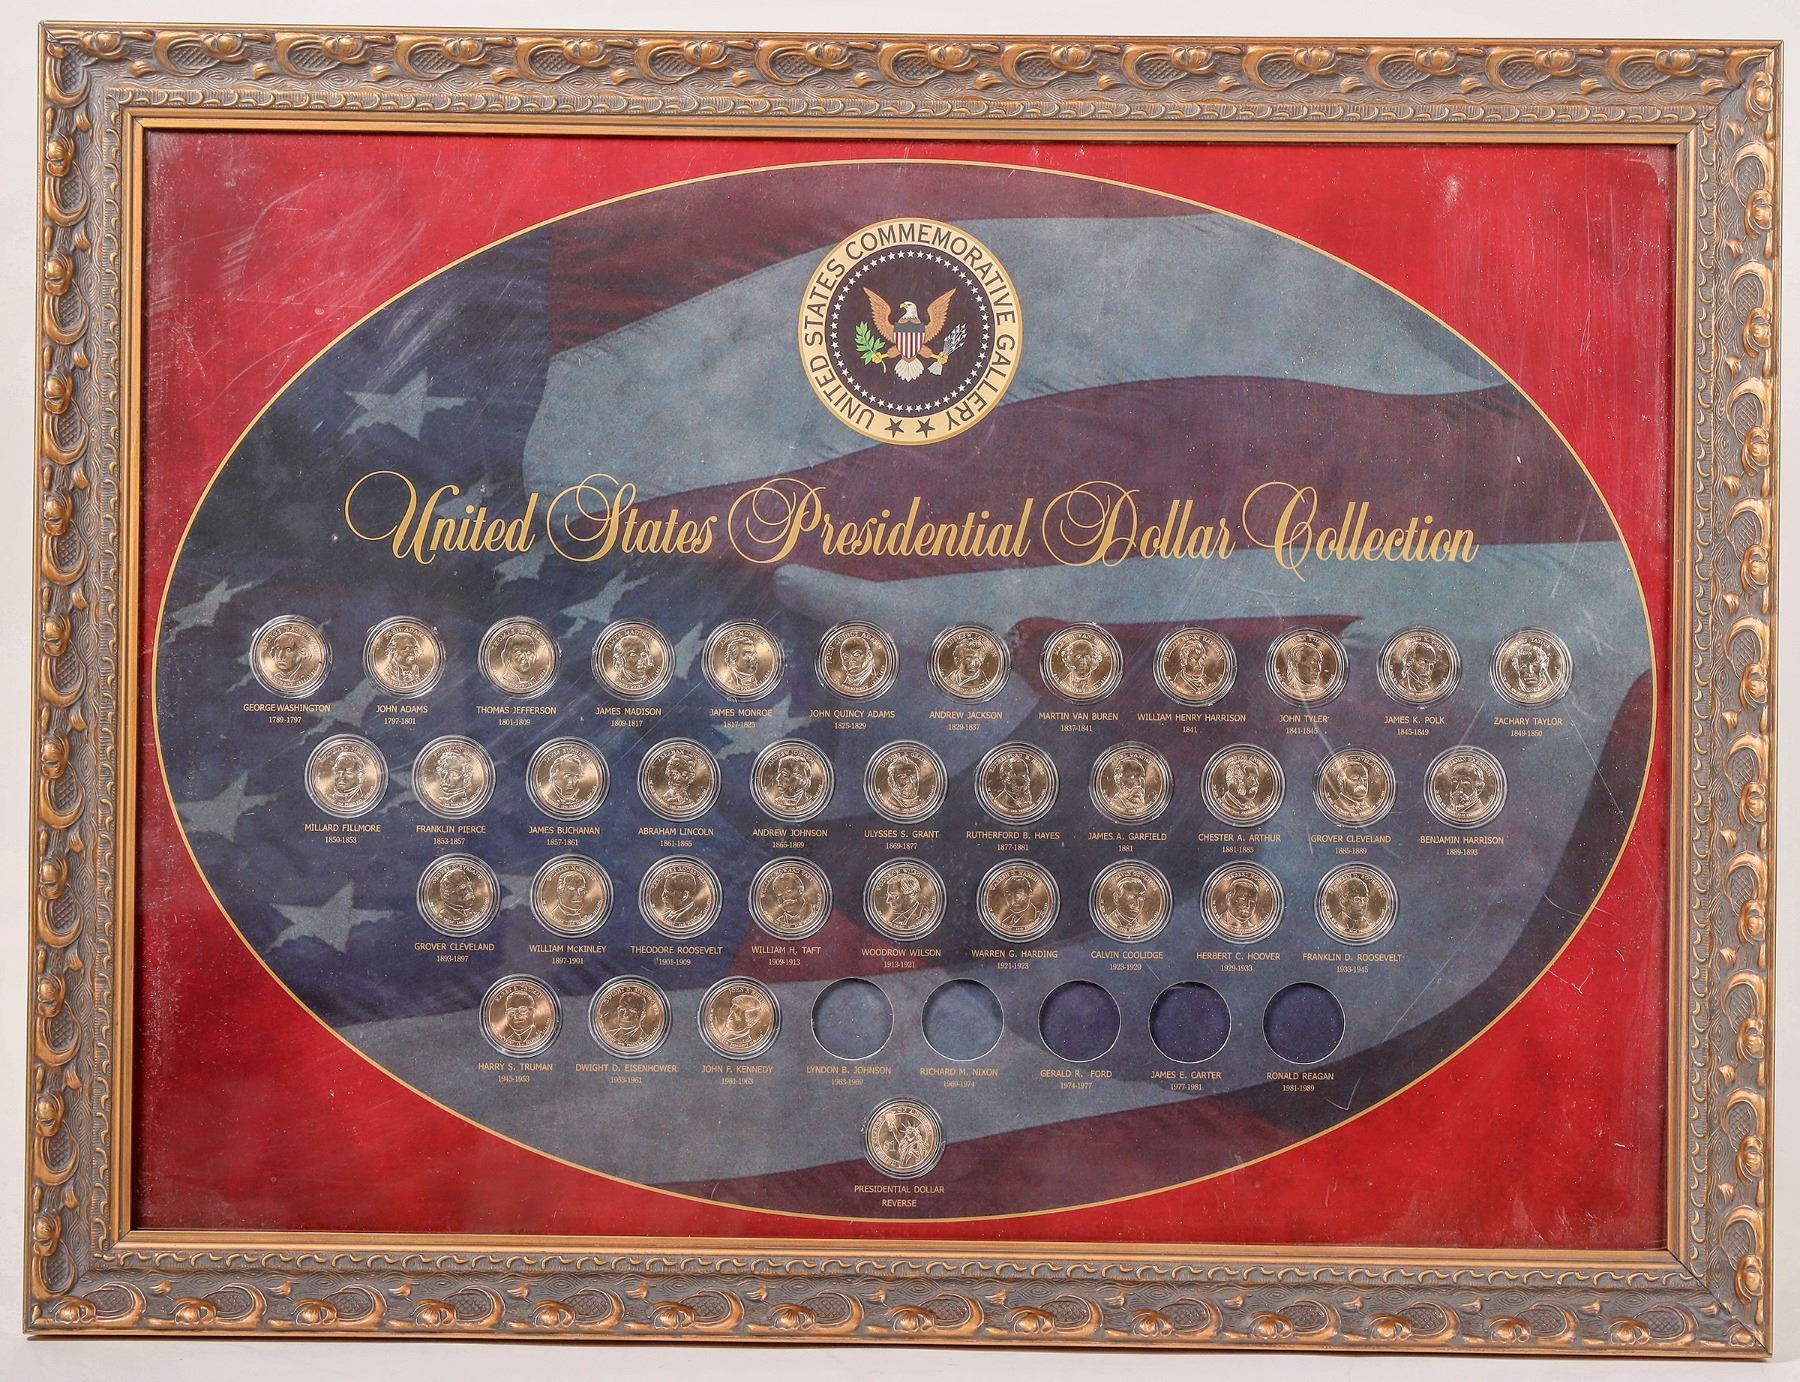 UNITED STATES COMMEMORATIVE GALLERY
United States Presidential Dollar Collection
GEORGE WASHINGTON JOHN ADAMS THOMAS JEFFERSON JAMES MADISON JAMES MONROE JOHN QUINCY ADAMS ANDREW JACKSON MARTIN VAN BUREN WILLIAM HENRY HARRISON JOHN TYLER JAMES K. POLK ZACHARY TAYLOR
1789-1797 1797-1801 1801-1809 1809-1817 1817-1825 1825-1829 1829-1837 1837-1841 1841 1841-1845 1845-1849 1849-1850
MILLARD FILLMORE FRANKLIN PIERCE JAMES BUCHANAN ABRAHAM LINCOLN ANDREW JOHNSON ULYSSES S. GRANT RUTHERFORD B. HAYES JAMES A. GARFIELD CHESTER A. ARTHUR GROVER CLEVELAND BENJAMIN HARRISON
1850-1853 1853-1857 1857-1861 1861-1865 1865-1869 1869-1877 1877-1881 1881 1881-1885 1885-1889 1889-1893
GROVER CLEVELAND WILLIAM McKINLEY THEODORE ROOSEVELT WILLIAM H. TAFT WOODROW WILSON WARREN G. HARDING CALVIN COOLIDGE HERBERT C. HOOVER FRANKLIN D. ROOSEVELT
1893-1897 1897-1901 1901-1909 1909-1913 1913-1921 1921-1923 1923-1929 1929-1933 1933-1945
HARRY S. TRUMAN DWIGHT D. EISENHOWER JOHN F. KENNEDY LYNDON B. JOHNSON RICHARD M. NIXON GERALD R. FORD JAMES E. CARTER RONALD REAGAN
1945-1953 1953-1961 1961-1963 1963-1969 1969-1974 1974-1977 1977-1981 1981-1989
PRESIDENTIAL DOLLAR
REVERSE